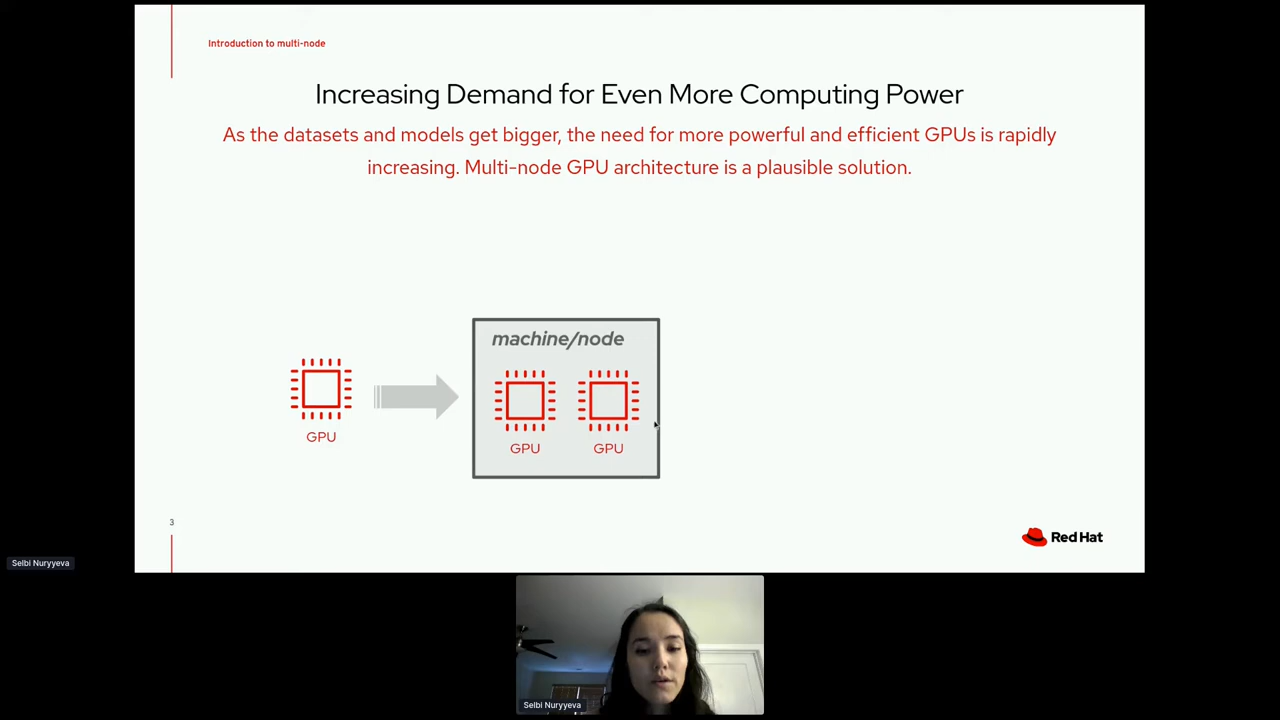 Introduction to multi-node
Increasing Demand for Even More Computing Power
As the datasets and models get bigger, the need for more powerful and efficient GPUs is rapidly
increasing. Multi-node GPU architecture is a plausible solution.
machine/node
GPU
GPU
GPU
3
Red Hat
Selbi Nuryyeva
Selbi Nuryyeva